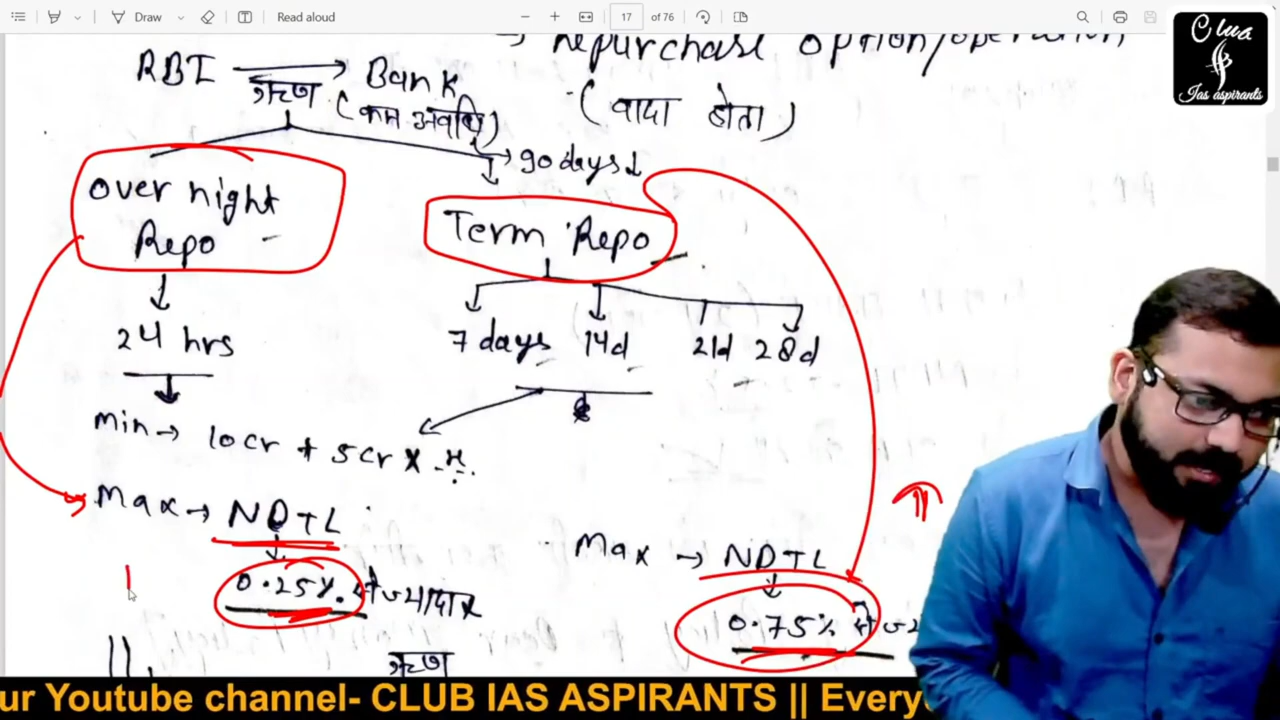 Draw
Read aloud
17 of 76
Club
Ias aspirants
→ Repurchase option/operation
RBI → Bank
ऋण
(कम अवधि)
(वादा होता)
→ 90 days ↓
over night
Repo
Term Repo
24 hrs
7 days 14d 21d 28d
Min → 10cr + 5cr x n
Max → NDTL
Max → NDTL
0.25% से ज्यादा x
0.75% से
ऋण
ur Youtube channel- CLUB IAS ASPIRANTS || Every